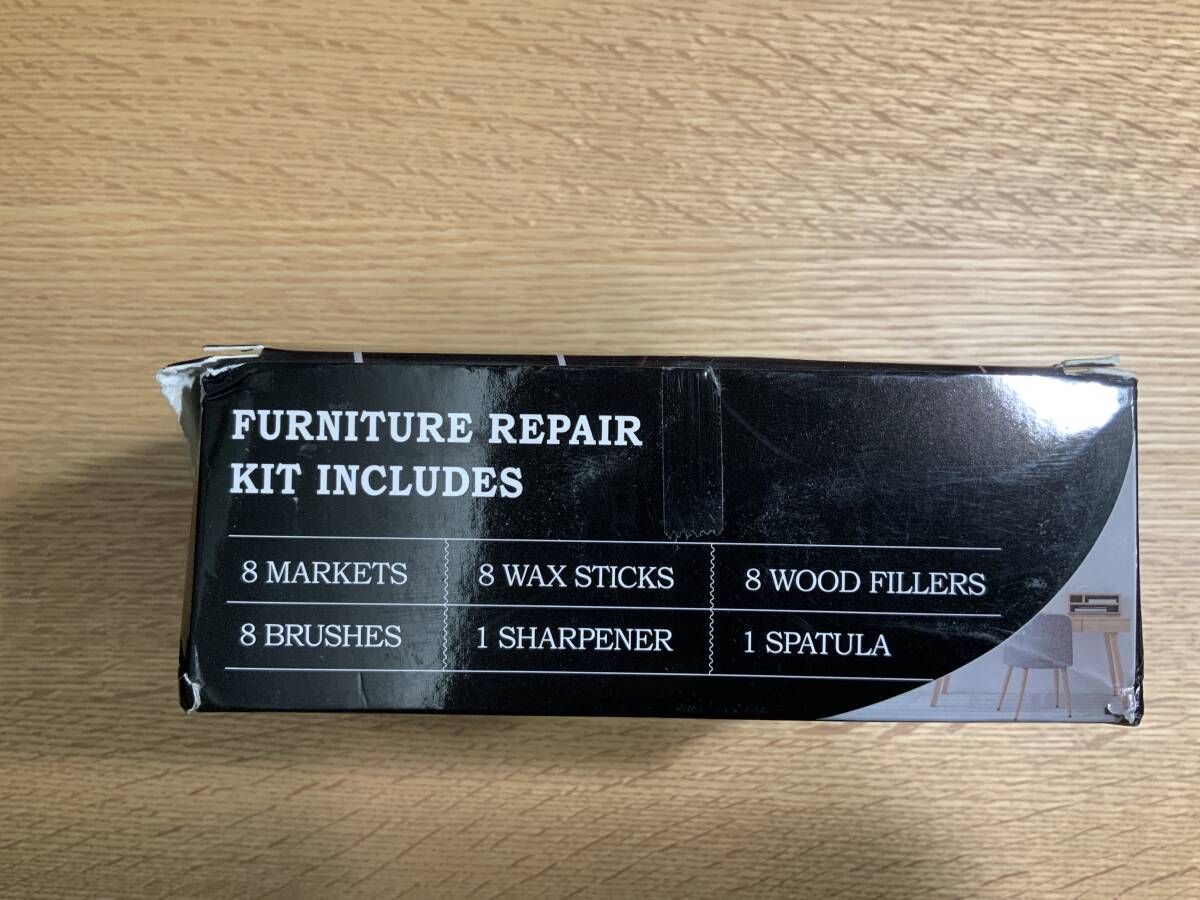 FURNITURE REPAIR
KIT INCLUDES
8 MARKETS 8 WAX STICKS 8 WOOD FILLERS
8 BRUSHES 1 SHARPENER 1 SPATULA